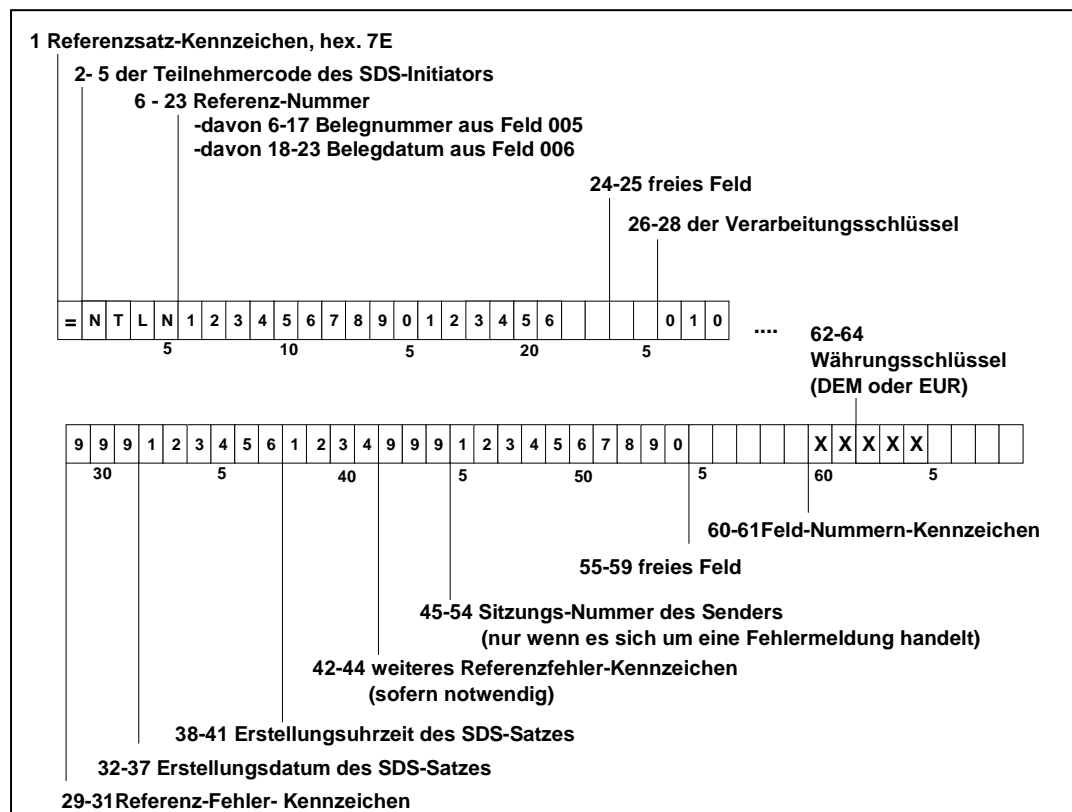 1 Referenzsatz-Kennzeichen, hex. 7E
2- 5 der Teilnehmercode des SDS-Initiators
6 - 23 Referenz-Nummer
-davon 6-17 Belegnummer aus Feld 005
-davon 18-23 Belegdatum aus Feld 006
24-25 freies Feld
26-28 der Verarbeitungsschlüssel
= N T L N 1 2 3 4 5 6 7 8 9 0 1 2 3 4 5 6 0 1 0 ....
5 10 5 20 5
62-64
Währungsschlüssel
(DEM oder EUR)
9 9 9 1 2 3 4 5 6 1 2 3 4 9 9 9 1 2 3 4 5 6 7 8 9 0 X X X X X
30 5 40 5 50 5 60 5
60-61Feld-Nummern-Kennzeichen
55-59 freies Feld
45-54 Sitzungs-Nummer des Senders
(nur wenn es sich um eine Fehlermeldung handelt)
42-44 weiteres Referenzfehler-Kennzeichen
(sofern notwendig)
38-41 Erstellungsuhrzeit des SDS-Satzes
32-37 Erstellungsdatum des SDS-Satzes
29-31Referenz-Fehler- Kennzeichen